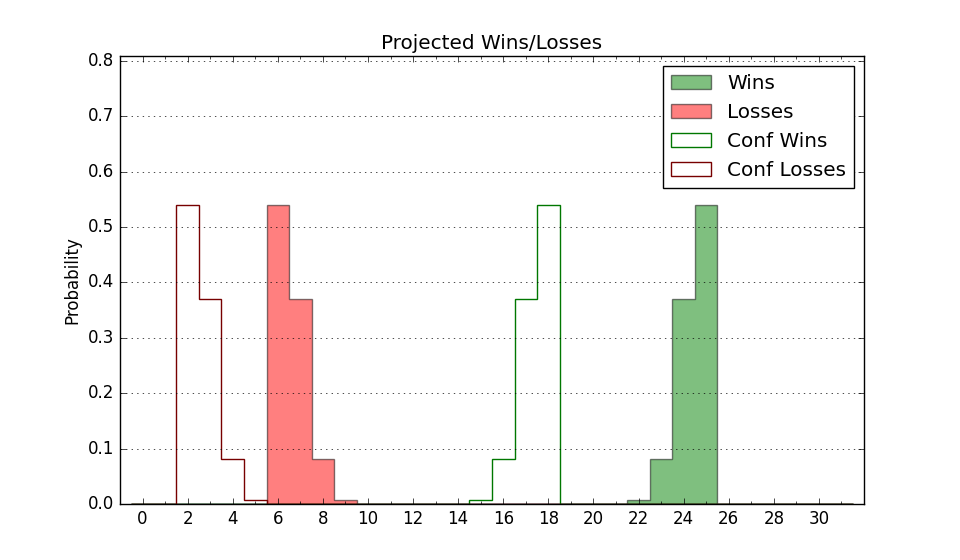 Projected Wins/Losses
0.8
0.7
0.6
0.5
0.4
0.3
0.2
0.1
0.0
Probability
Wins
Losses
Conf Wins
Conf Losses
0 2 4 6 8 10 12 14 16 18 20 22 24 26 28 30